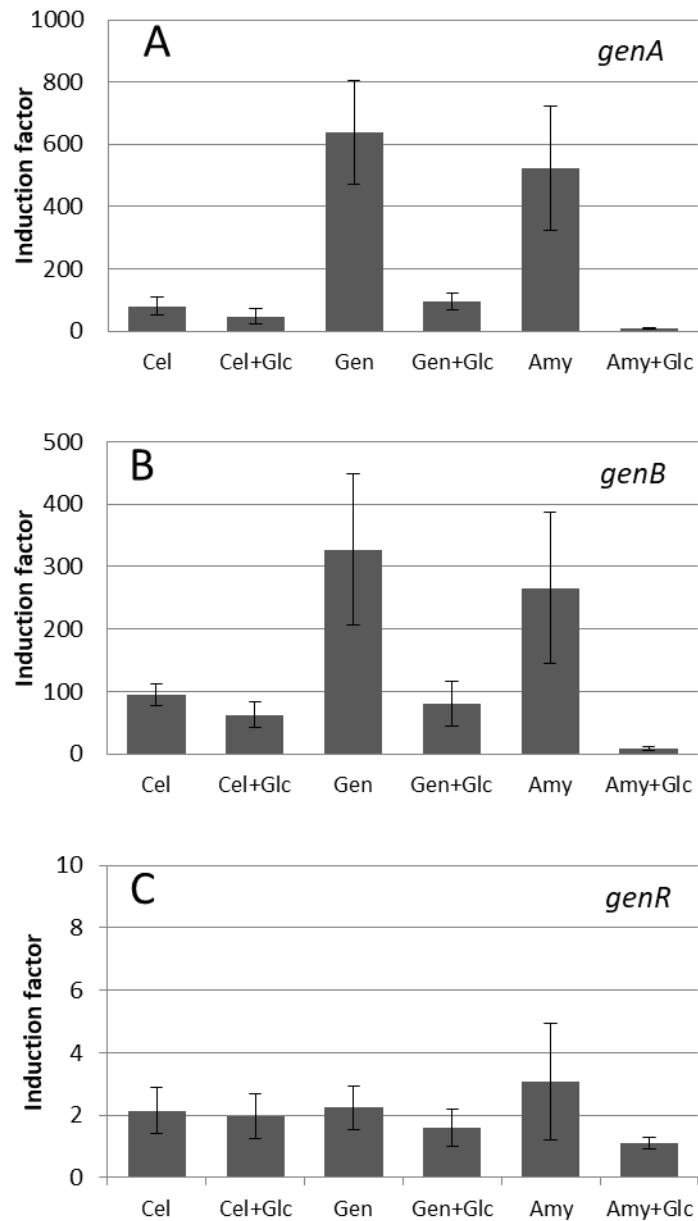 A
genA
Induction factor
1000
800
600
400
200
0
Cel Cel+Glc Gen Gen+Glc Amy Amy+Glc
B
genB
Induction factor
500
400
300
200
100
0
Cel Cel+Glc Gen Gen+Glc Amy Amy+Glc
C
genR
Induction factor
10
8
6
4
2
0
Cel Cel+Glc Gen Gen+Glc Amy Amy+Glc